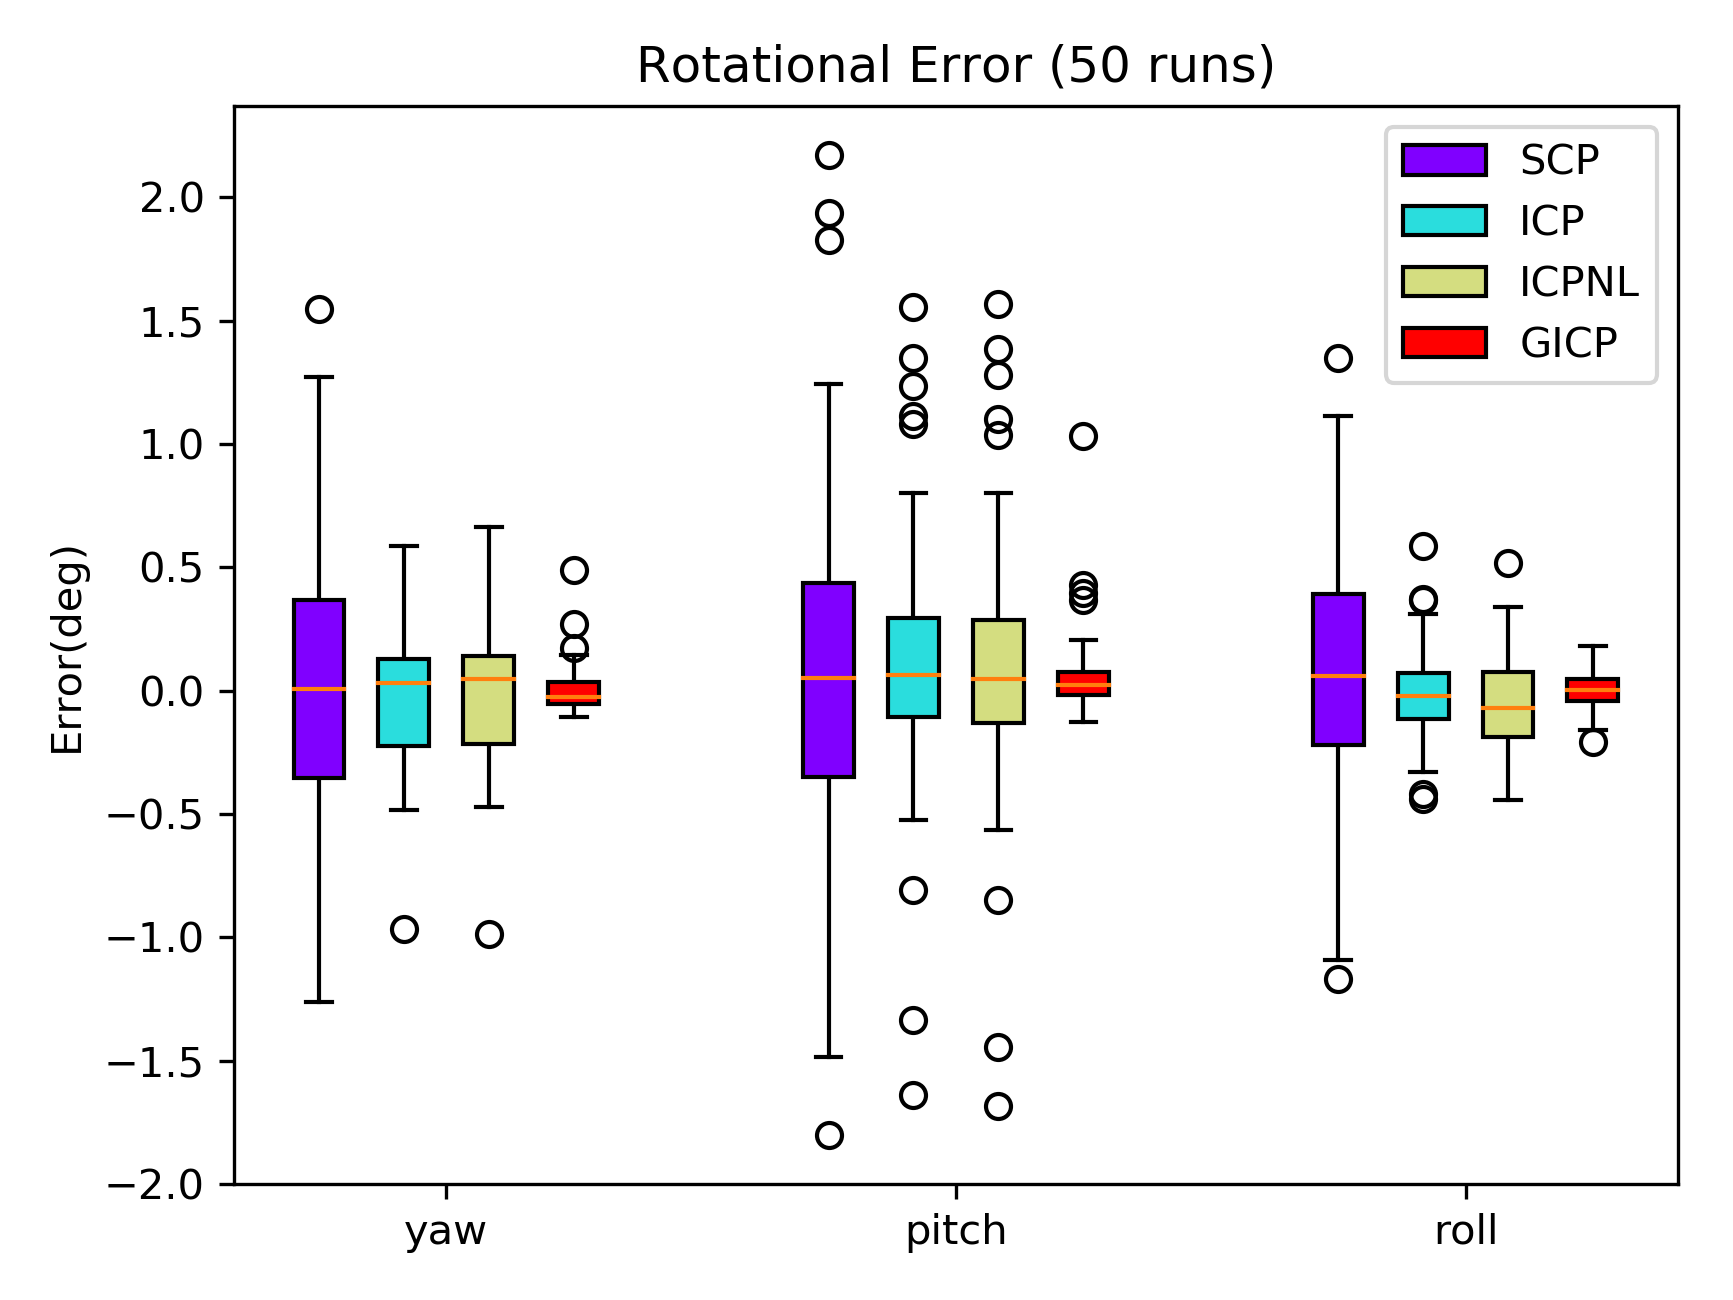 Rotational Error (50 runs)
SCP
ICP
ICPNL
GICP
Error(deg)
2.0
1.5
1.0
0.5
0.0
−0.5
−1.0
−1.5
−2.0
yaw pitch roll